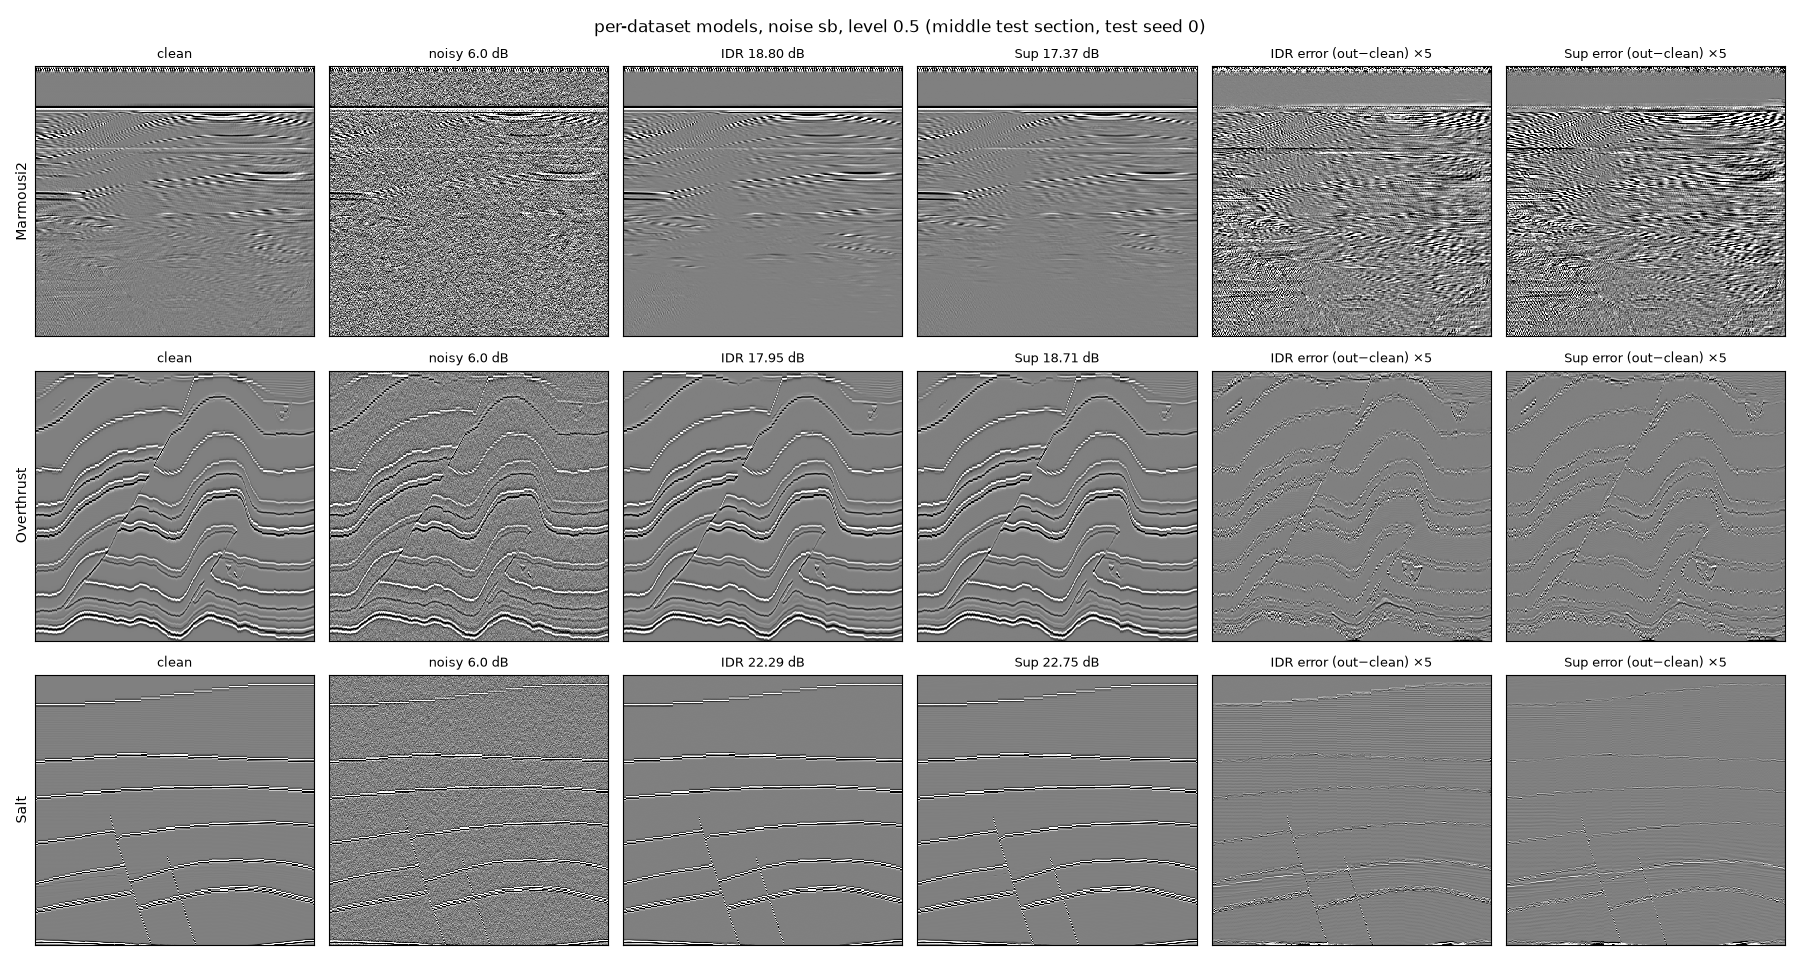 per-dataset models, noise sb, level 0.5 (middle test section, test seed 0)
clean
noisy 6.0 dB
IDR 18.80 dB
Sup 17.37 dB
IDR error (out−clean) ×5
Sup error (out−clean) ×5
Marmousi2
clean
noisy 6.0 dB
IDR 17.95 dB
Sup 18.71 dB
IDR error (out−clean) ×5
Sup error (out−clean) ×5
Overthrust
clean
noisy 6.0 dB
IDR 22.29 dB
Sup 22.75 dB
IDR error (out−clean) ×5
Sup error (out−clean) ×5
Salt